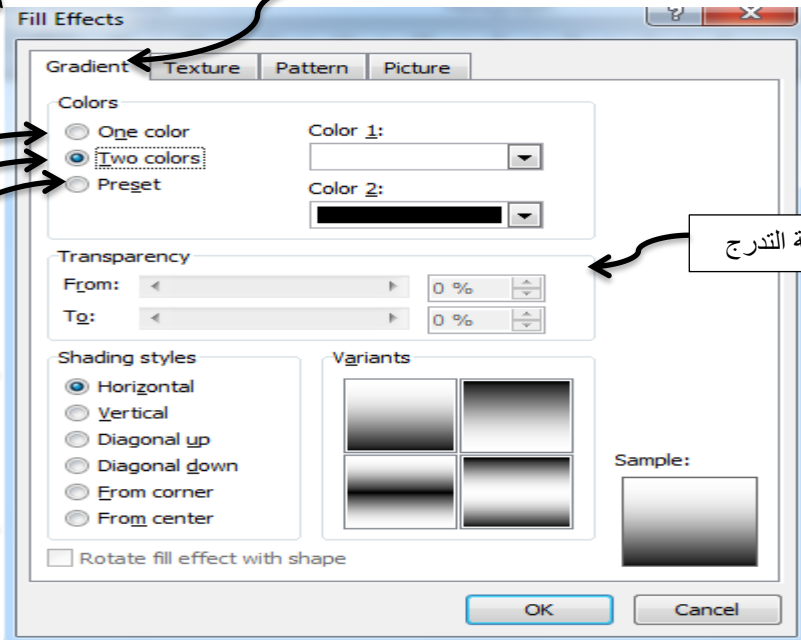 Fill Effects
Gradient Texture Pattern Picture
Colors
One color
Two colors
Preset
Color 1:
Color 2:
ة التدرج
Transparency
From: 0 %
To: 0 %
Shading styles
Horizontal
Vertical
Diagonal up
Diagonal down
From corner
From center
Variants
Sample:
Rotate fill effect with shape
OK Cancel